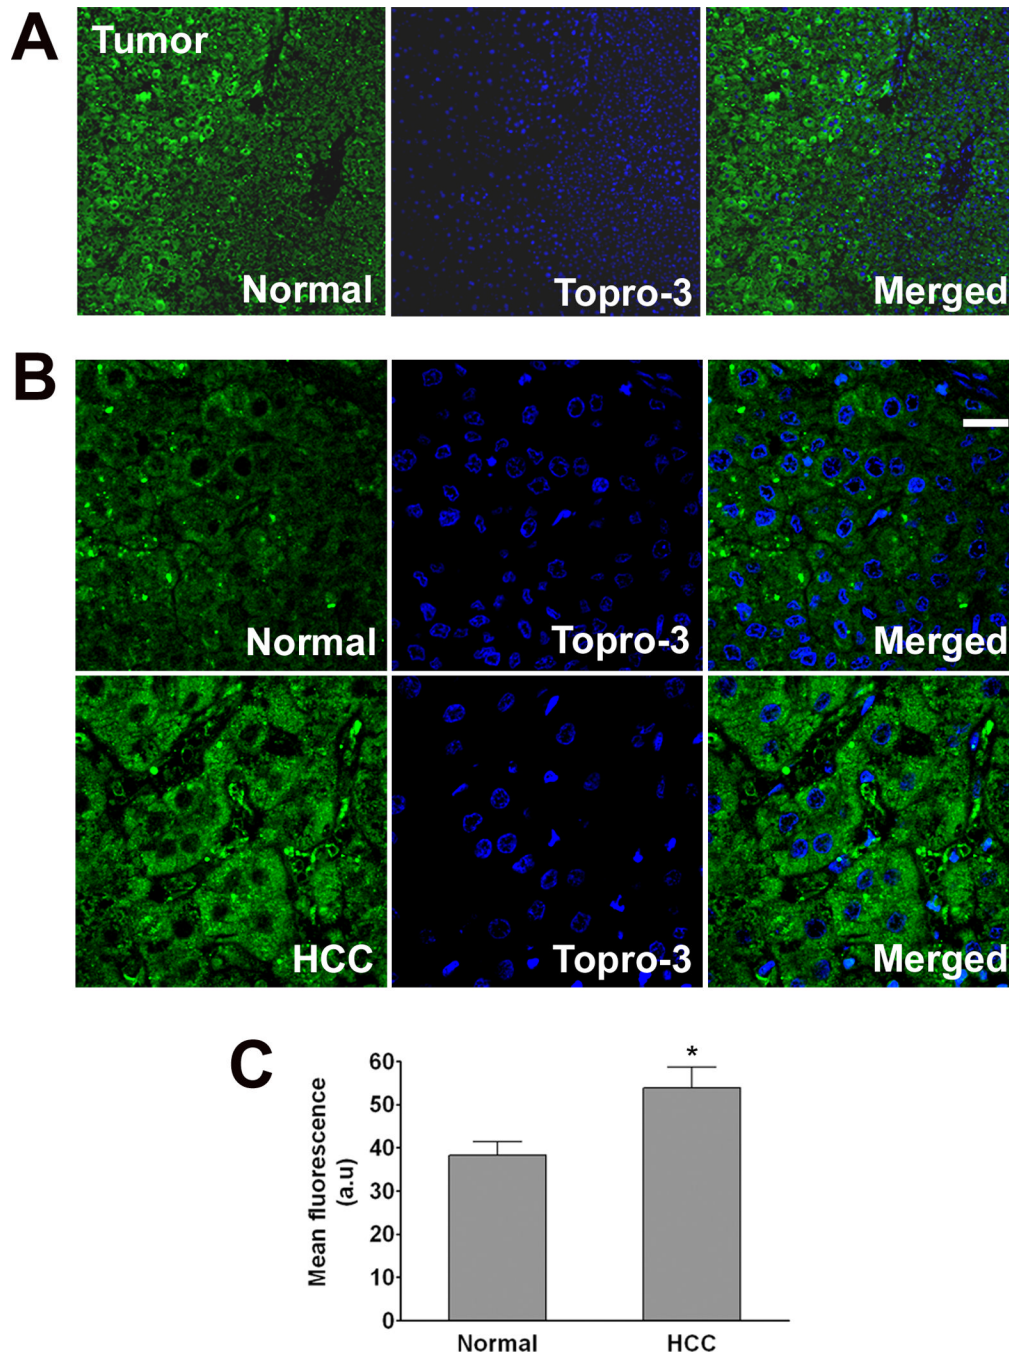 A
Tumor
Normal
Topro-3
Merged
B
Normal
Topro-3
Merged
HCC
Topro-3
Merged
C
Mean fluorescence
(a.u)
60
50
40
30
20
10
0
*
Normal
HCC